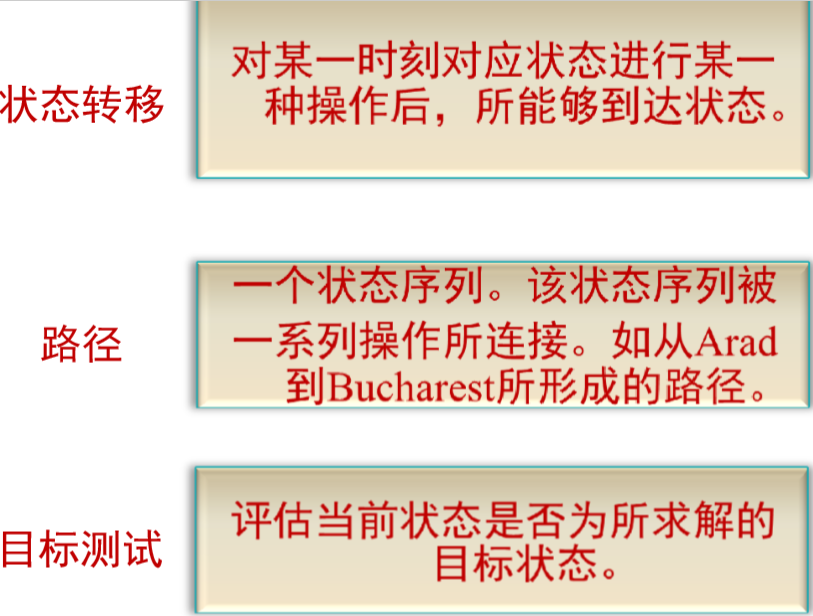 状态转移
对某一时刻对应状态进行某一
种操作后，所能够到达状态。
路径
一个状态序列。该状态序列被
一系列操作所连接。如从Arad
到Bucharest所形成的路径。
目标测试
评估当前状态是否为所求解的
目标状态。